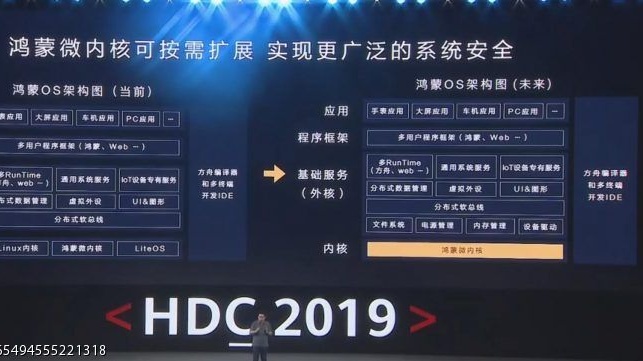 鸿蒙微内核可按需扩展 实现更广泛的系统安全
鸿蒙OS架构图（当前）
表应用 大屏应用 车机应用 PC应用 ...
多用户程序框架（鸿蒙、Web ...）
多RunTime（方舟、web ...） 通用系统服务 IoT设备专有服务
分布式数据管理 虚拟外设 UI&图形
分布式软总线
Linux内核 鸿蒙微内核 LiteOS
方舟编译器
和多终端
开发IDE
应用
程序框架
基础服务
（外核）
内核
鸿蒙OS架构图 (未来)
手表应用 大屏应用 车机应用 PC应用 ...
多用户程序框架（鸿蒙、Web ...）
多RunTime（方舟、web ...） 通用系统服务 IoT设备专有服务
分布式数据管理 虚拟外设 UI&图形
分布式软总线
文件系统 电源管理 内存管理 设备驱动
鸿蒙微内核
方舟编译器
和多终端
开发IDE
<HDC_2019>
55494555221318